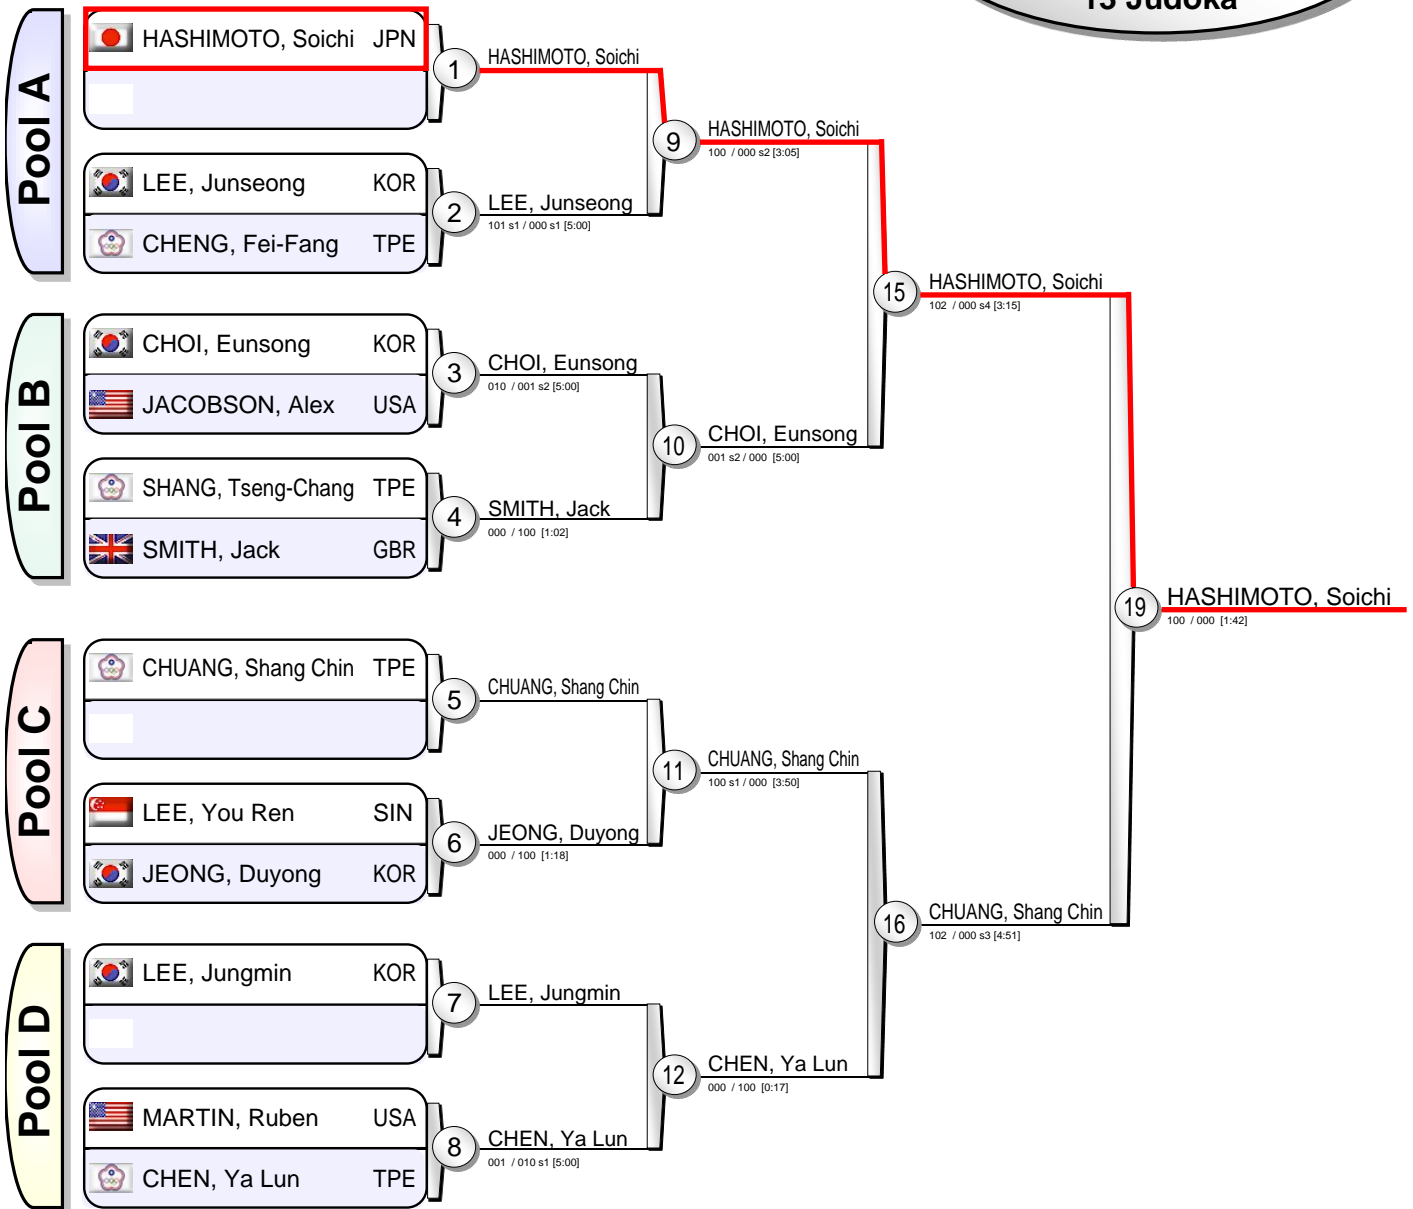 13 Judoka
Pool A
HASHIMOTO, Soichi JPN
1
HASHIMOTO, Soichi
LEE, Junseong KOR
CHENG, Fei-Fang TPE
2
LEE, Junseong
101 s1 / 000 s1 [5:00]
9
HASHIMOTO, Soichi
100 / 000 s2 [3:05]
Pool B
CHOI, Eunsong KOR
JACOBSON, Alex USA
3
CHOI, Eunsong
010 / 001 s2 [5:00]
SHANG, Tseng-Chang TPE
SMITH, Jack GBR
4
SMITH, Jack
000 / 100 [1:02]
10
CHOI, Eunsong
001 s2 / 000 [5:00]
15
HASHIMOTO, Soichi
102 / 000 s4 [3:15]
Pool C
CHUANG, Shang Chin TPE
5
CHUANG, Shang Chin
LEE, You Ren SIN
JEONG, Duyong KOR
6
JEONG, Duyong
000 / 100 [1:18]
11
CHUANG, Shang Chin
100 s1 / 000 [3:50]
Pool D
LEE, Jungmin KOR
7
LEE, Jungmin
MARTIN, Ruben USA
CHEN, Ya Lun TPE
8
CHEN, Ya Lun
001 / 010 s1 [5:00]
12
CHEN, Ya Lun
000 / 100 [0:17]
16
CHUANG, Shang Chin
102 / 000 s3 [4:51]
19
HASHIMOTO, Soichi
100 / 000 [1:42]